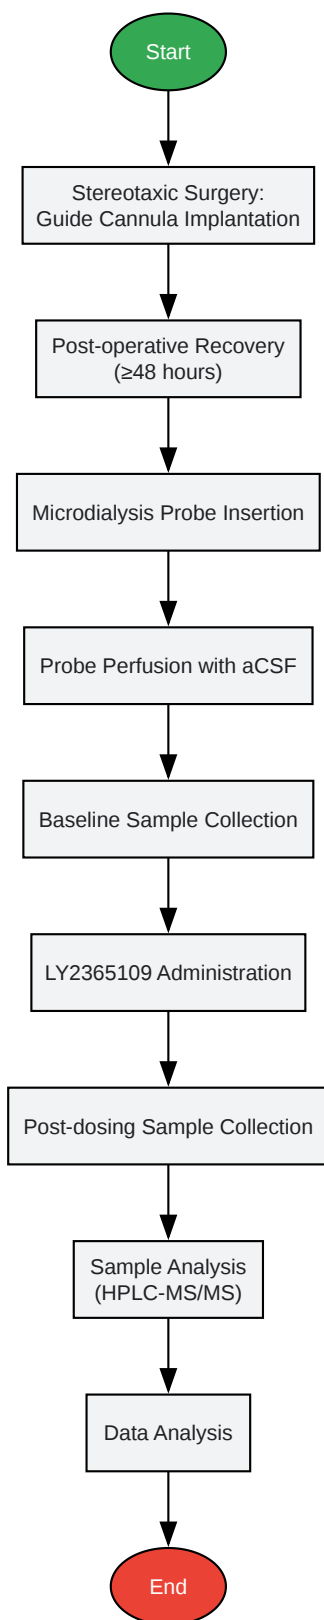 Start
Stereotaxic Surgery:
Guide Cannula Implantation
Post-operative Recovery
(≥48 hours)
Microdialysis Probe Insertion
Probe Perfusion with aCSF
Baseline Sample Collection
LY2365109 Administration
Post-dosing Sample Collection
Sample Analysis
(HPLC-MS/MS)
Data Analysis
End